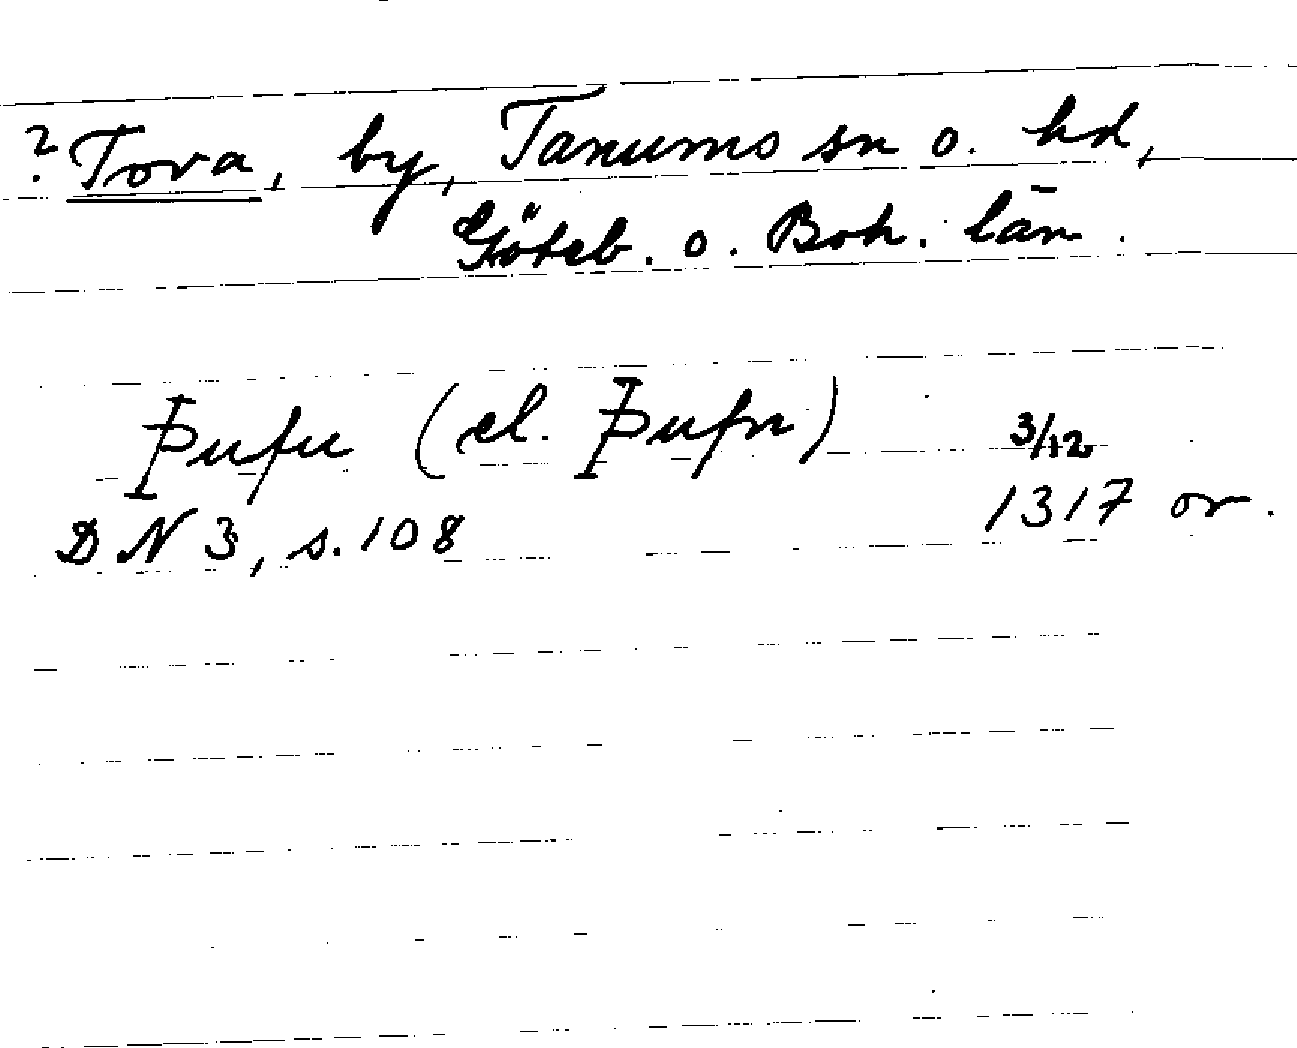 ? Tova, by, Tanums sn o. hd,
Göteb. o. Boh. län.
Þufu (el. Þufn) 3/12
DN 3, s. 108 1317 or.